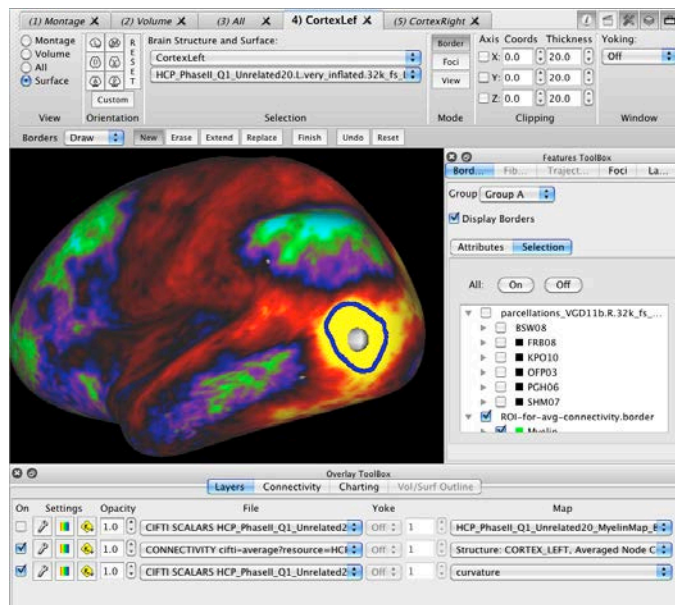 (1) Montage X (2) Volume X (3) All X 4) CortexLef X (5) CortexRight X
Montage
Volume
All
Surface
View
R E S E T
Custom
Orientation
Brain Structure and Surface:
CortexLeft
HCP_PhaseII_Q1_Unrelated20.L.very_inflated.32k_fs_L
Selection
Border
Foci
View
Mode
Axis Coords Thickness
X: 0.0 20.0
Y: 0.0 20.0
Z: 0.0 20.0
Clipping
Yoking:
Off
Window
Borders Draw New Erase Extend Replace Finish Undo Reset
Features ToolBox
Bord... Fib... Traject... Foci La...
Group Group A
Display Borders
Attributes Selection
All: On Off
parcellations_VGD11b.R.32k_fs_...
BSW08
FRB08
KPO10
OFP03
PGH06
SHM07
ROI-for-avg-connectivity.border
Myelin
Overlay ToolBox
Layers Connectivity Charting Vol/Surf Outline
On Settings Opacity File Yoke Map
1.0 CIFTI SCALARS HCP_PhaseII_Q1_Unrelated2 Off 1 HCP_PhaseII_Q1_Unrelated20_MyelinMap_B
1.0 CONNECTIVITY cifti-average?resource=HCI Off 1 Structure: CORTEX_LEFT, Averaged Node C
1.0 CIFTI SCALARS HCP_PhaseII_Q1_Unrelated2 Off 1 curvature